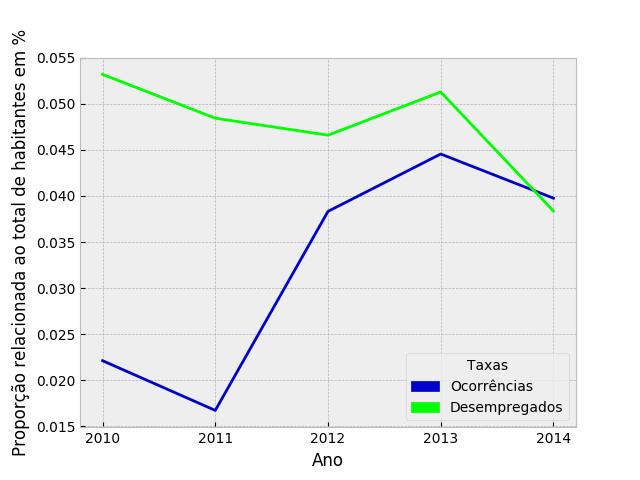 Proporção relacionada ao total de habitantes em %
0.055
0.050
0.045
0.040
0.035
0.030
0.025
0.020
0.015
2010 2011 2012 2013 2014
Ano
Taxas
Ocorrências
Desempregados